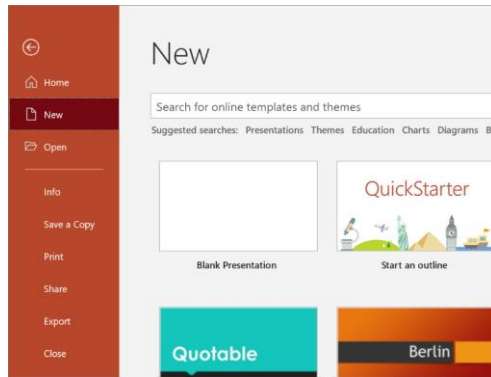 Home
New
Open
Info
Save a Copy
Print
Share
Export
Close
New
Search for online templates and themes
Suggested searches: Presentations Themes Education Charts Diagrams B
Blank Presentation
QuickStarter
Start an outline
Quotable
Berlin